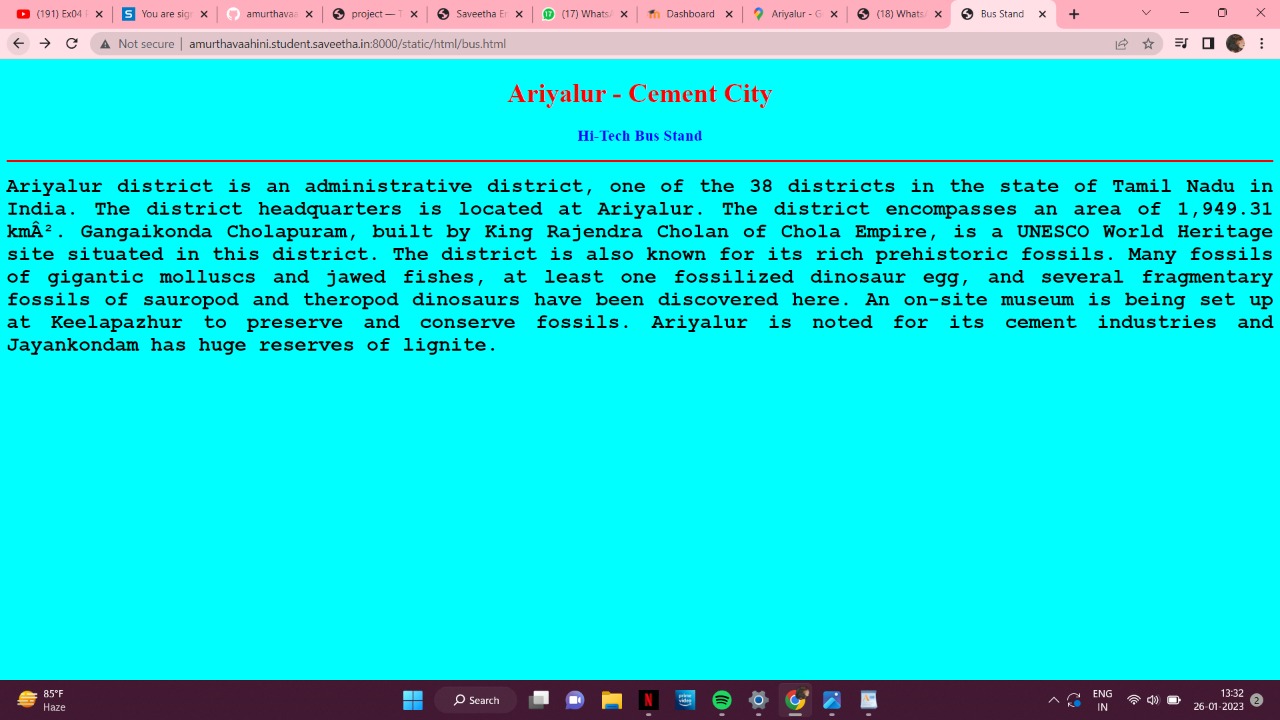 (191) Ex04
You are sig
amurthavaa
project — T
Saveetha En
(17) WhatsA
Dashboard
Ariyalur - G
(18) Whats
Bus Stand
Not secure | amurthavaahini.student.saveetha.in:8000/static/html/bus.html
Ariyalur - Cement City
Hi-Tech Bus Stand
Ariyalur district is an administrative district, one of the 38 districts in the state of Tamil Nadu in
India. The district headquarters is located at Ariyalur. The district encompasses an area of 1,949.31
kmÂ². Gangaikonda Cholapuram, built by King Rajendra Cholan of Chola Empire, is a UNESCO World Heritage
site situated in this district. The district is also known for its rich prehistoric fossils. Many fossils
of gigantic molluscs and jawed fishes, at least one fossilized dinosaur egg, and several fragmentary
fossils of sauropod and theropod dinosaurs have been discovered here. An on-site museum is being set up
at Keelapazhur to preserve and conserve fossils. Ariyalur is noted for its cement industries and
Jayankondam has huge reserves of lignite.
85°F
Haze
Search
ENG
IN
13:32
26-01-2023
2